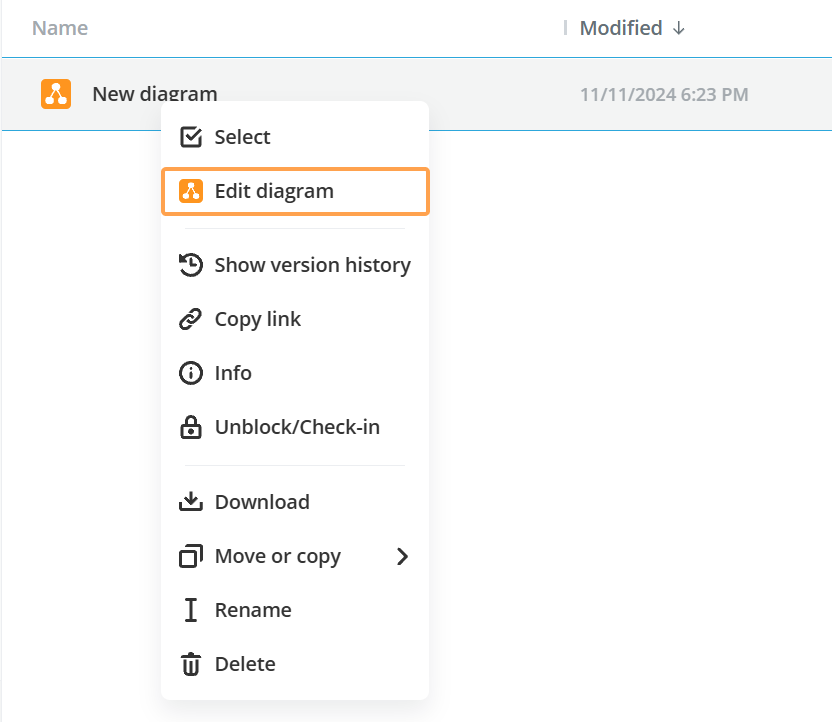 Name Modified ↓
New diagram 11/11/2024 6:23 PM
Select
Edit diagram
Show version history
Copy link
Info
Unblock/Check-in
Download
Move or copy
Rename
Delete